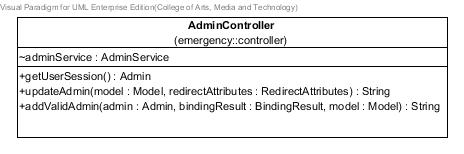 Visual Paradigm for UML Enterprise Edition(College of Arts, Media and Technology)
AdminController
(emergency::controller)
~adminService : AdminService
+getUserSession() : Admin
+updateAdmin(model : Model, redirectAttributes : RedirectAttributes) : String
+addValidAdmin(admin : Admin, bindingResult : BindingResult, model : Model) : String